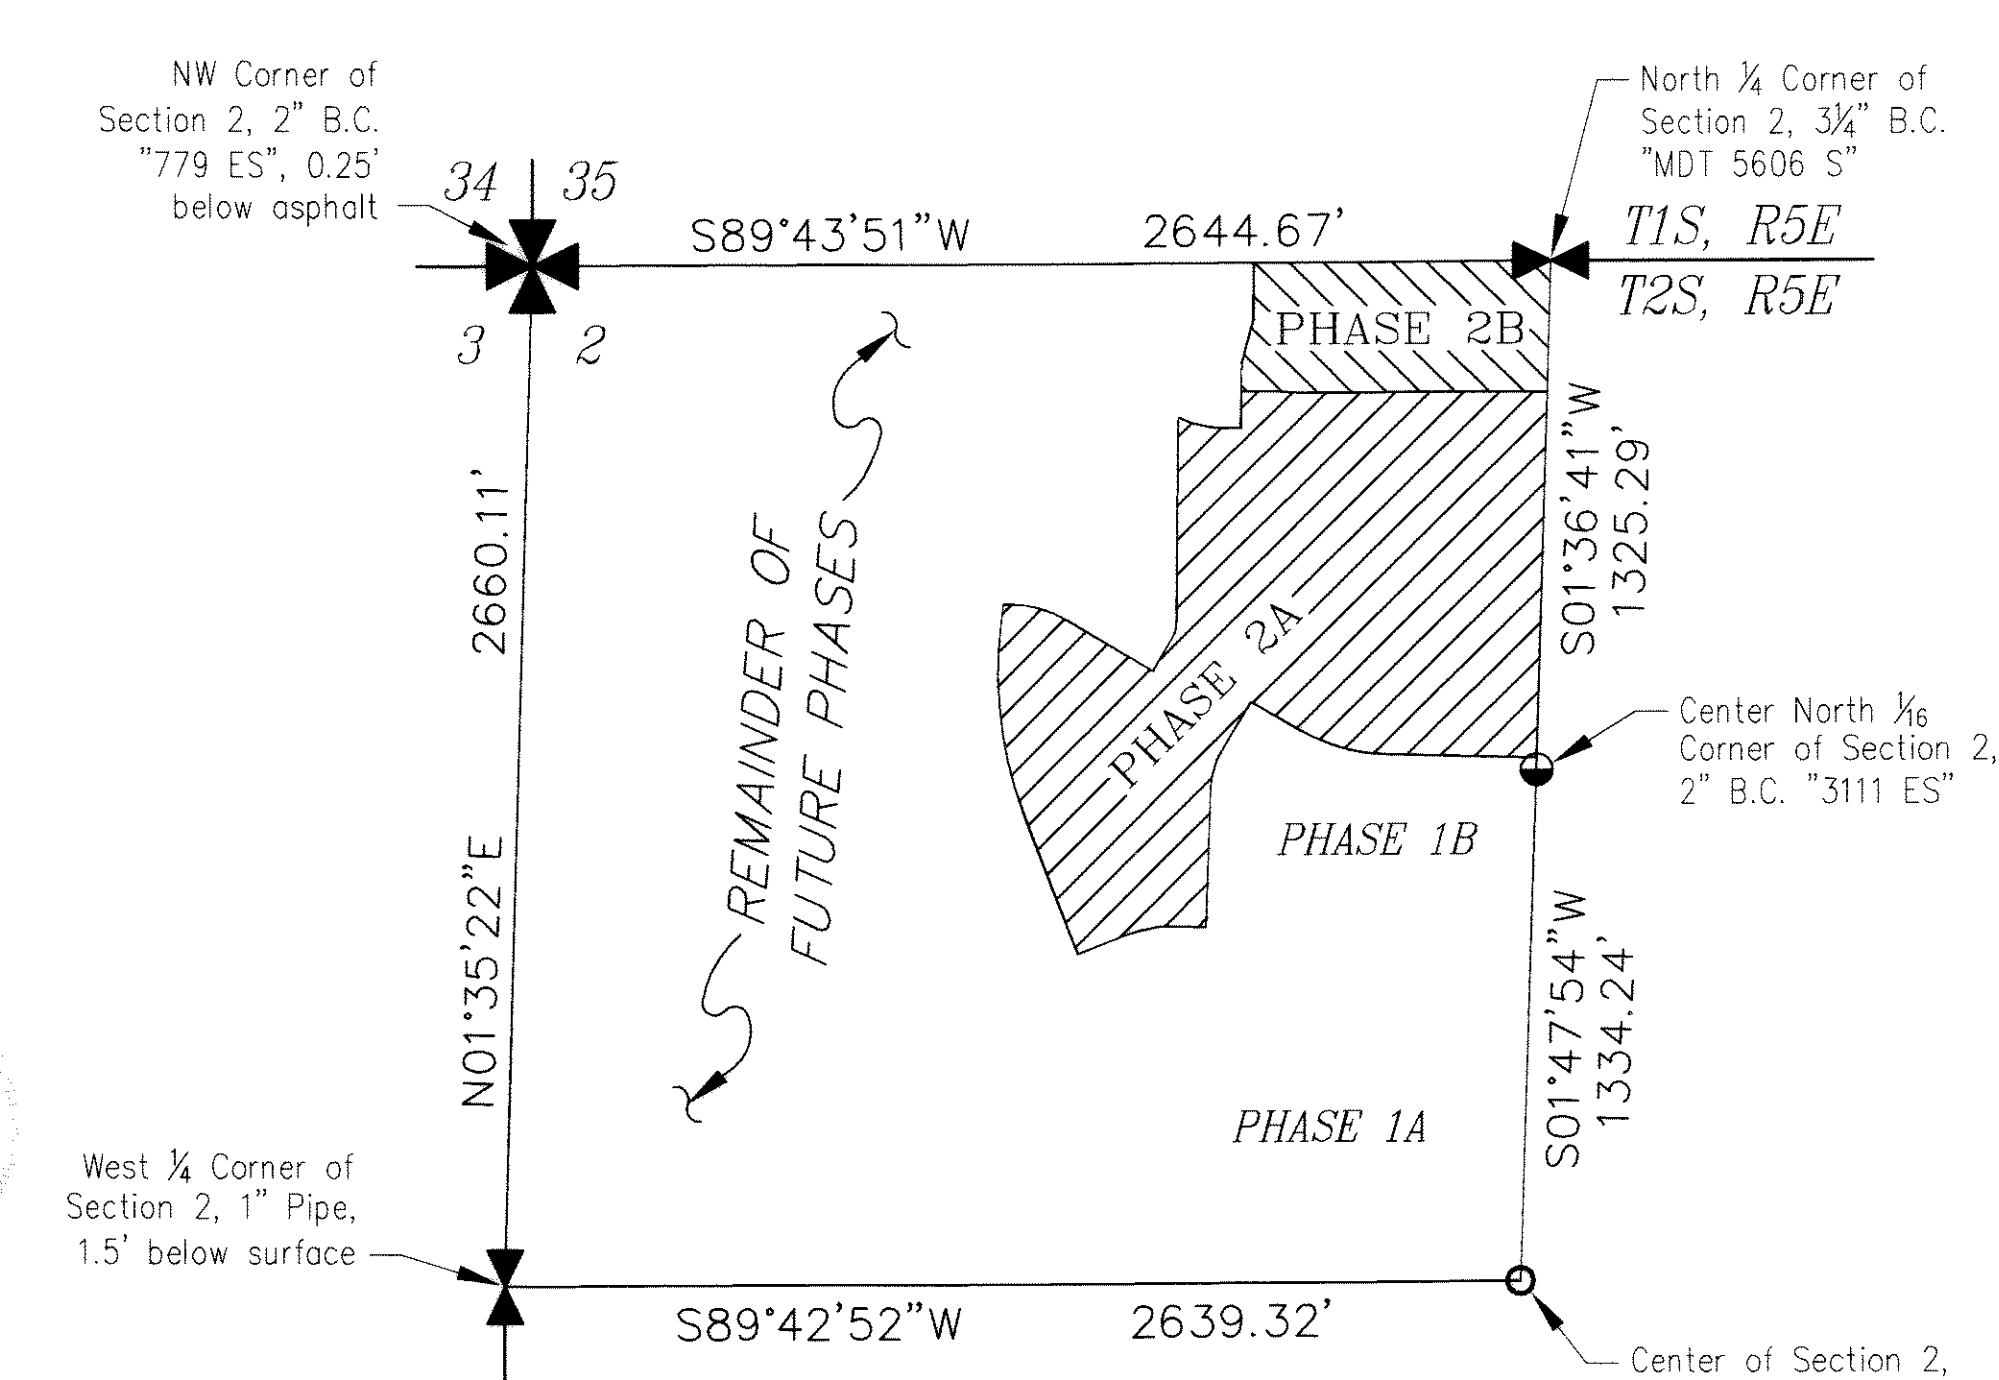 NW Corner of
Section 2, 2" B.C.
"779 ES", 0.25'
below asphalt
34 35
3 2
S89°43'51"W 2644.67'
North ¼ Corner of
Section 2, 3¼" B.C.
"MDT 5606 S"
T1S, R5E
T2S, R5E
PHASE 2B
S01°36'41"W
1325.29'
2660.11'
N01°35'22"E
REMAINDER OF
FUTURE PHASES
PHASE 2A
Center North 1⁄16
Corner of Section 2,
2" B.C. "3111 ES"
PHASE 1B
S01°47'54"W
1334.24'
PHASE 1A
West ¼ Corner of
Section 2, 1" Pipe,
1.5' below surface
S89°42'52"W 2639.32'
Center of Section 2,